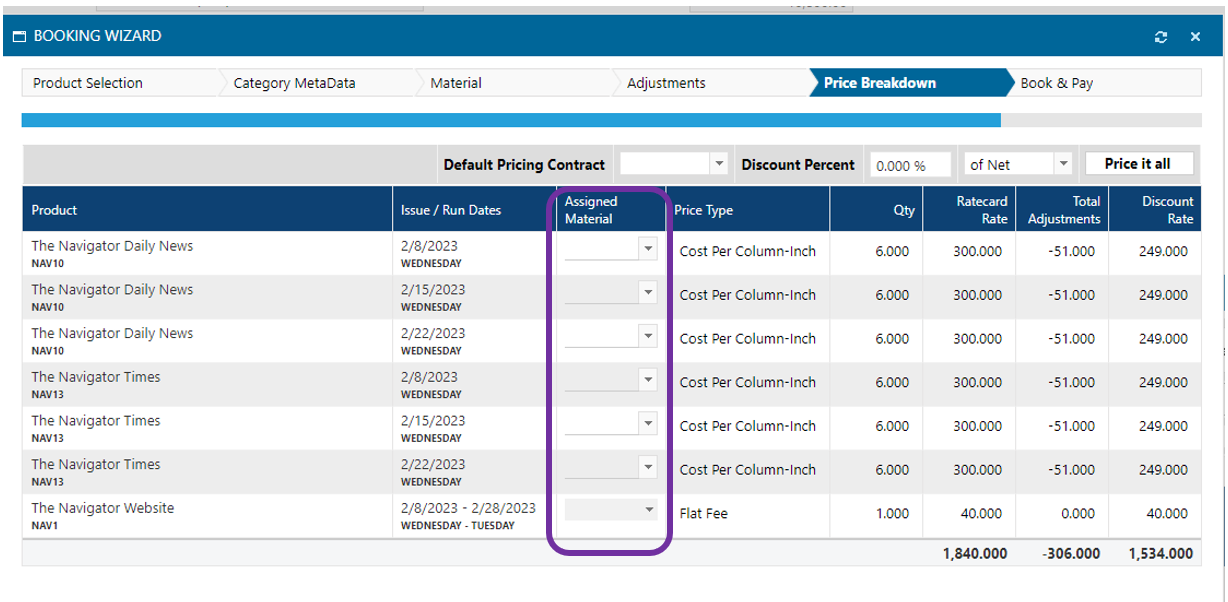 BOOKING WIZARD
Product Selection Category MetaData Material Adjustments Price Breakdown Book & Pay
Default Pricing Contract Discount Percent 0.000 % of Net Price it all
Product Issue / Run Dates Assigned Material Price Type Qty Ratecard Rate Total Adjustments Discount Rate
The Navigator Daily News 2/8/2023 Cost Per Column-Inch 6.000 300.000 -51.000 249.000
NAV10 WEDNESDAY
The Navigator Daily News 2/15/2023 Cost Per Column-Inch 6.000 300.000 -51.000 249.000
NAV10 WEDNESDAY
The Navigator Daily News 2/22/2023 Cost Per Column-Inch 6.000 300.000 -51.000 249.000
NAV10 WEDNESDAY
The Navigator Times 2/8/2023 Cost Per Column-Inch 6.000 300.000 -51.000 249.000
NAV13 WEDNESDAY
The Navigator Times 2/15/2023 Cost Per Column-Inch 6.000 300.000 -51.000 249.000
NAV13 WEDNESDAY
The Navigator Times 2/22/2023 Cost Per Column-Inch 6.000 300.000 -51.000 249.000
NAV13 WEDNESDAY
The Navigator Website 2/8/2023 - 2/28/2023 Flat Fee 1.000 40.000 0.000 40.000
NAV1 WEDNESDAY - TUESDAY
1,840.000 -306.000 1,534.000